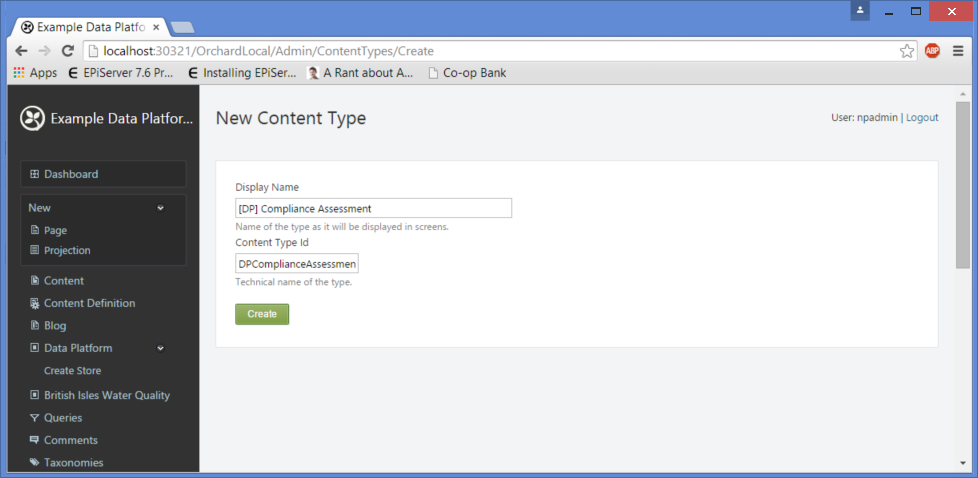 Example Data Platfo
localhost:30321/OrchardLocal/Admin/ContentTypes/Create
ABP
Apps EPiServer 7.6 Pr... Installing EPiSer... A Rant about A... Co-op Bank
Example Data Platfor...
New Content Type
User: npadmin | Logout
Dashboard
New
Page
Projection
Content
Content Definition
Blog
Data Platform
Create Store
British Isles Water Quality
Queries
Comments
Taxonomies
Display Name
[DP] Compliance Assessment
Name of the type as it will be displayed in screens.
Content Type Id
DPComplianceAssessmen
Technical name of the type.
Create